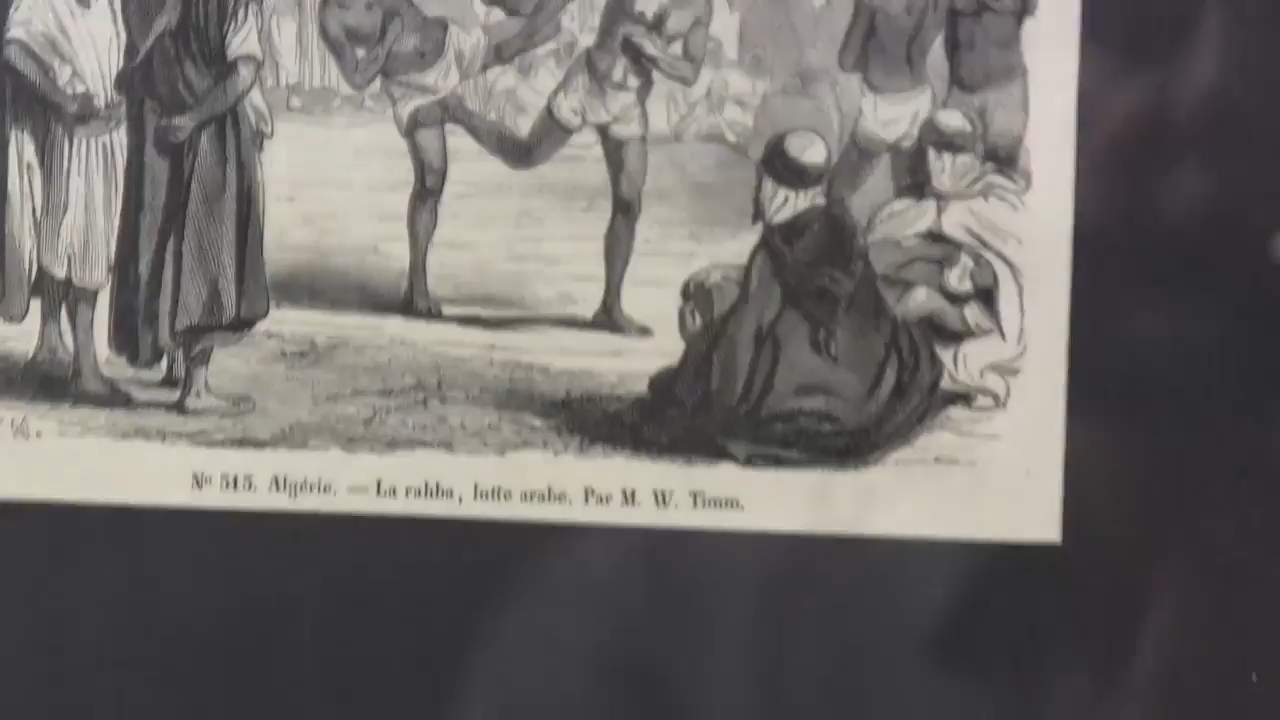 No 515. Algérie. — La rahba, lutte arabe. Par M. W. Timm.